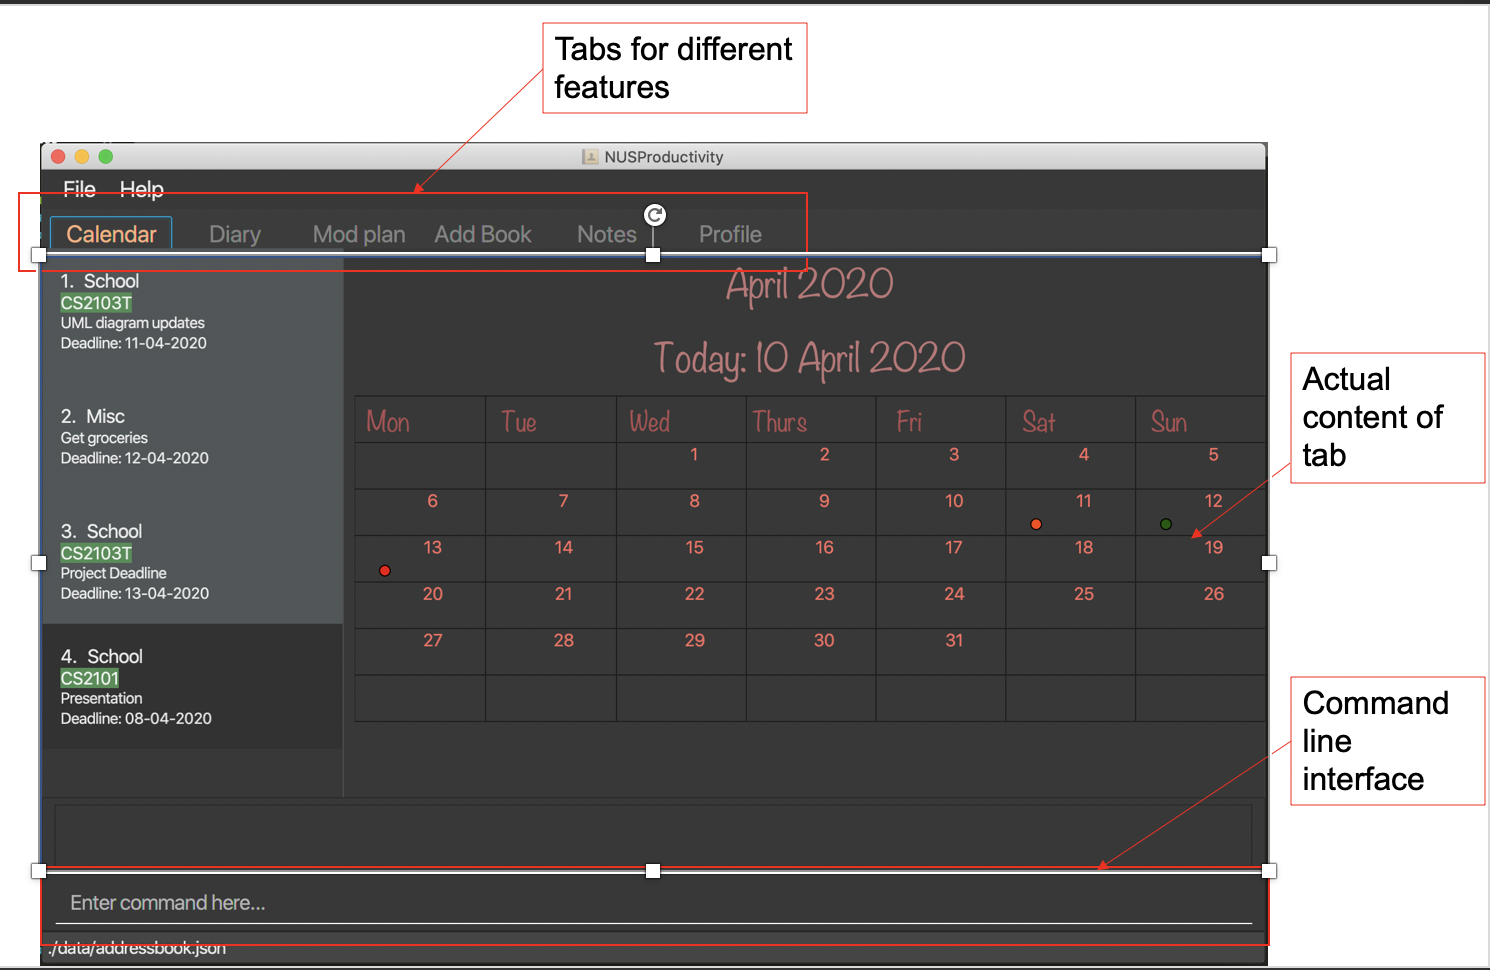 Tabs for different
features
NUSProductivity
File Help
Calendar Diary Mod plan Add Book Notes Profile
1. School
CS2103T
UML diagram updates
Deadline: 11-04-2020
2. Misc
Get groceries
Deadline: 12-04-2020
3. School
CS2103T
Project Deadline
Deadline: 13-04-2020
4. School
CS2101
Presentation
Deadline: 08-04-2020
April 2020
Today: 10 April 2020
Mon Tue Wed Thurs Fri Sat Sun
1 2 3 4 5
6 7 8 9 10 11 12
13 14 15 16 17 18 19
20 21 22 23 24 25 26
27 28 29 30 31
Actual
content of
tab
Command
line
interface
Enter command here...
./data/addressbook.json